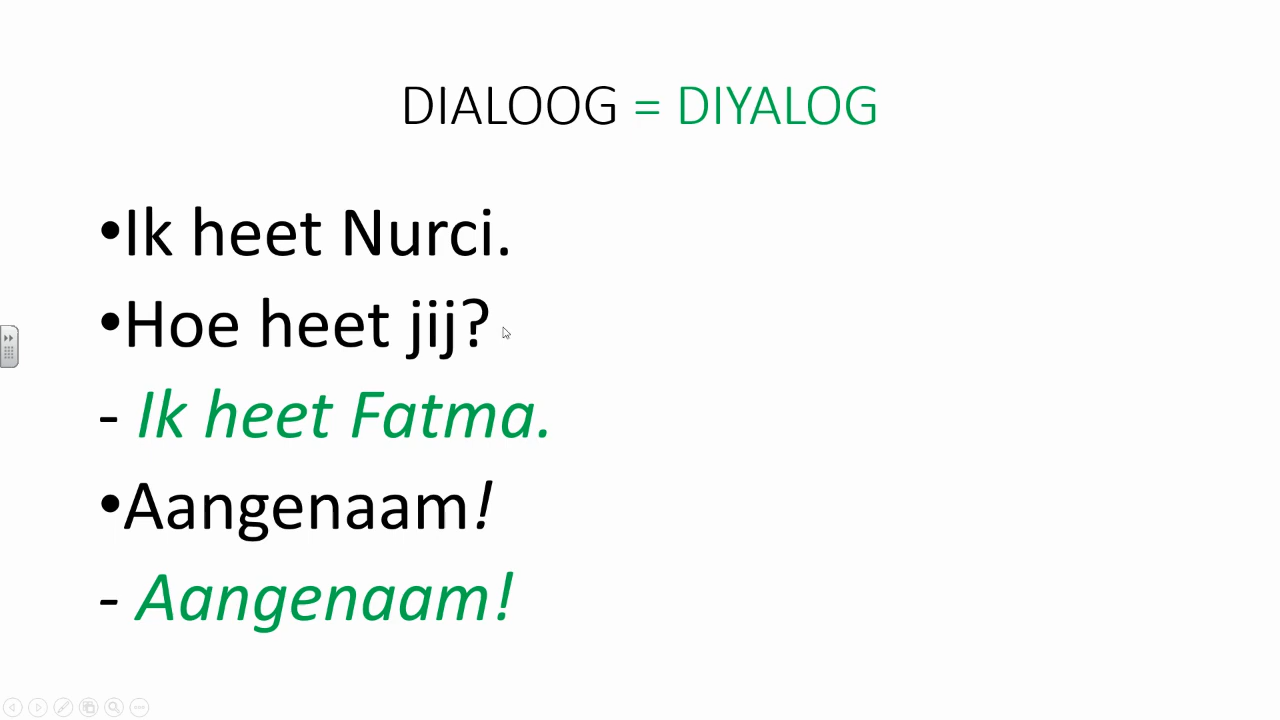 DIALOOG = DIYALOG
•Ik heet Nurci.
•Hoe heet jij?
- Ik heet Fatma.
•Aangenaam!
- Aangenaam!